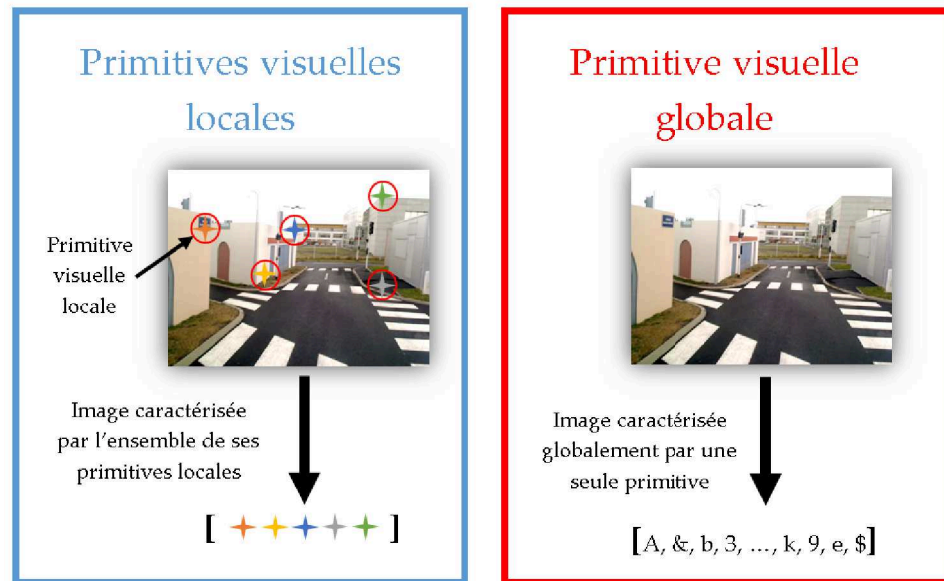 Primitives visuelles
locales
Primitive
visuelle
locale
Image caractérisée
par l'ensemble de ses
primitives locales
[ ]
Primitive visuelle
globale
Image caractérisée
globalement par une
seule primitive
[A, &, b, 3, ..., k, 9, e, $]